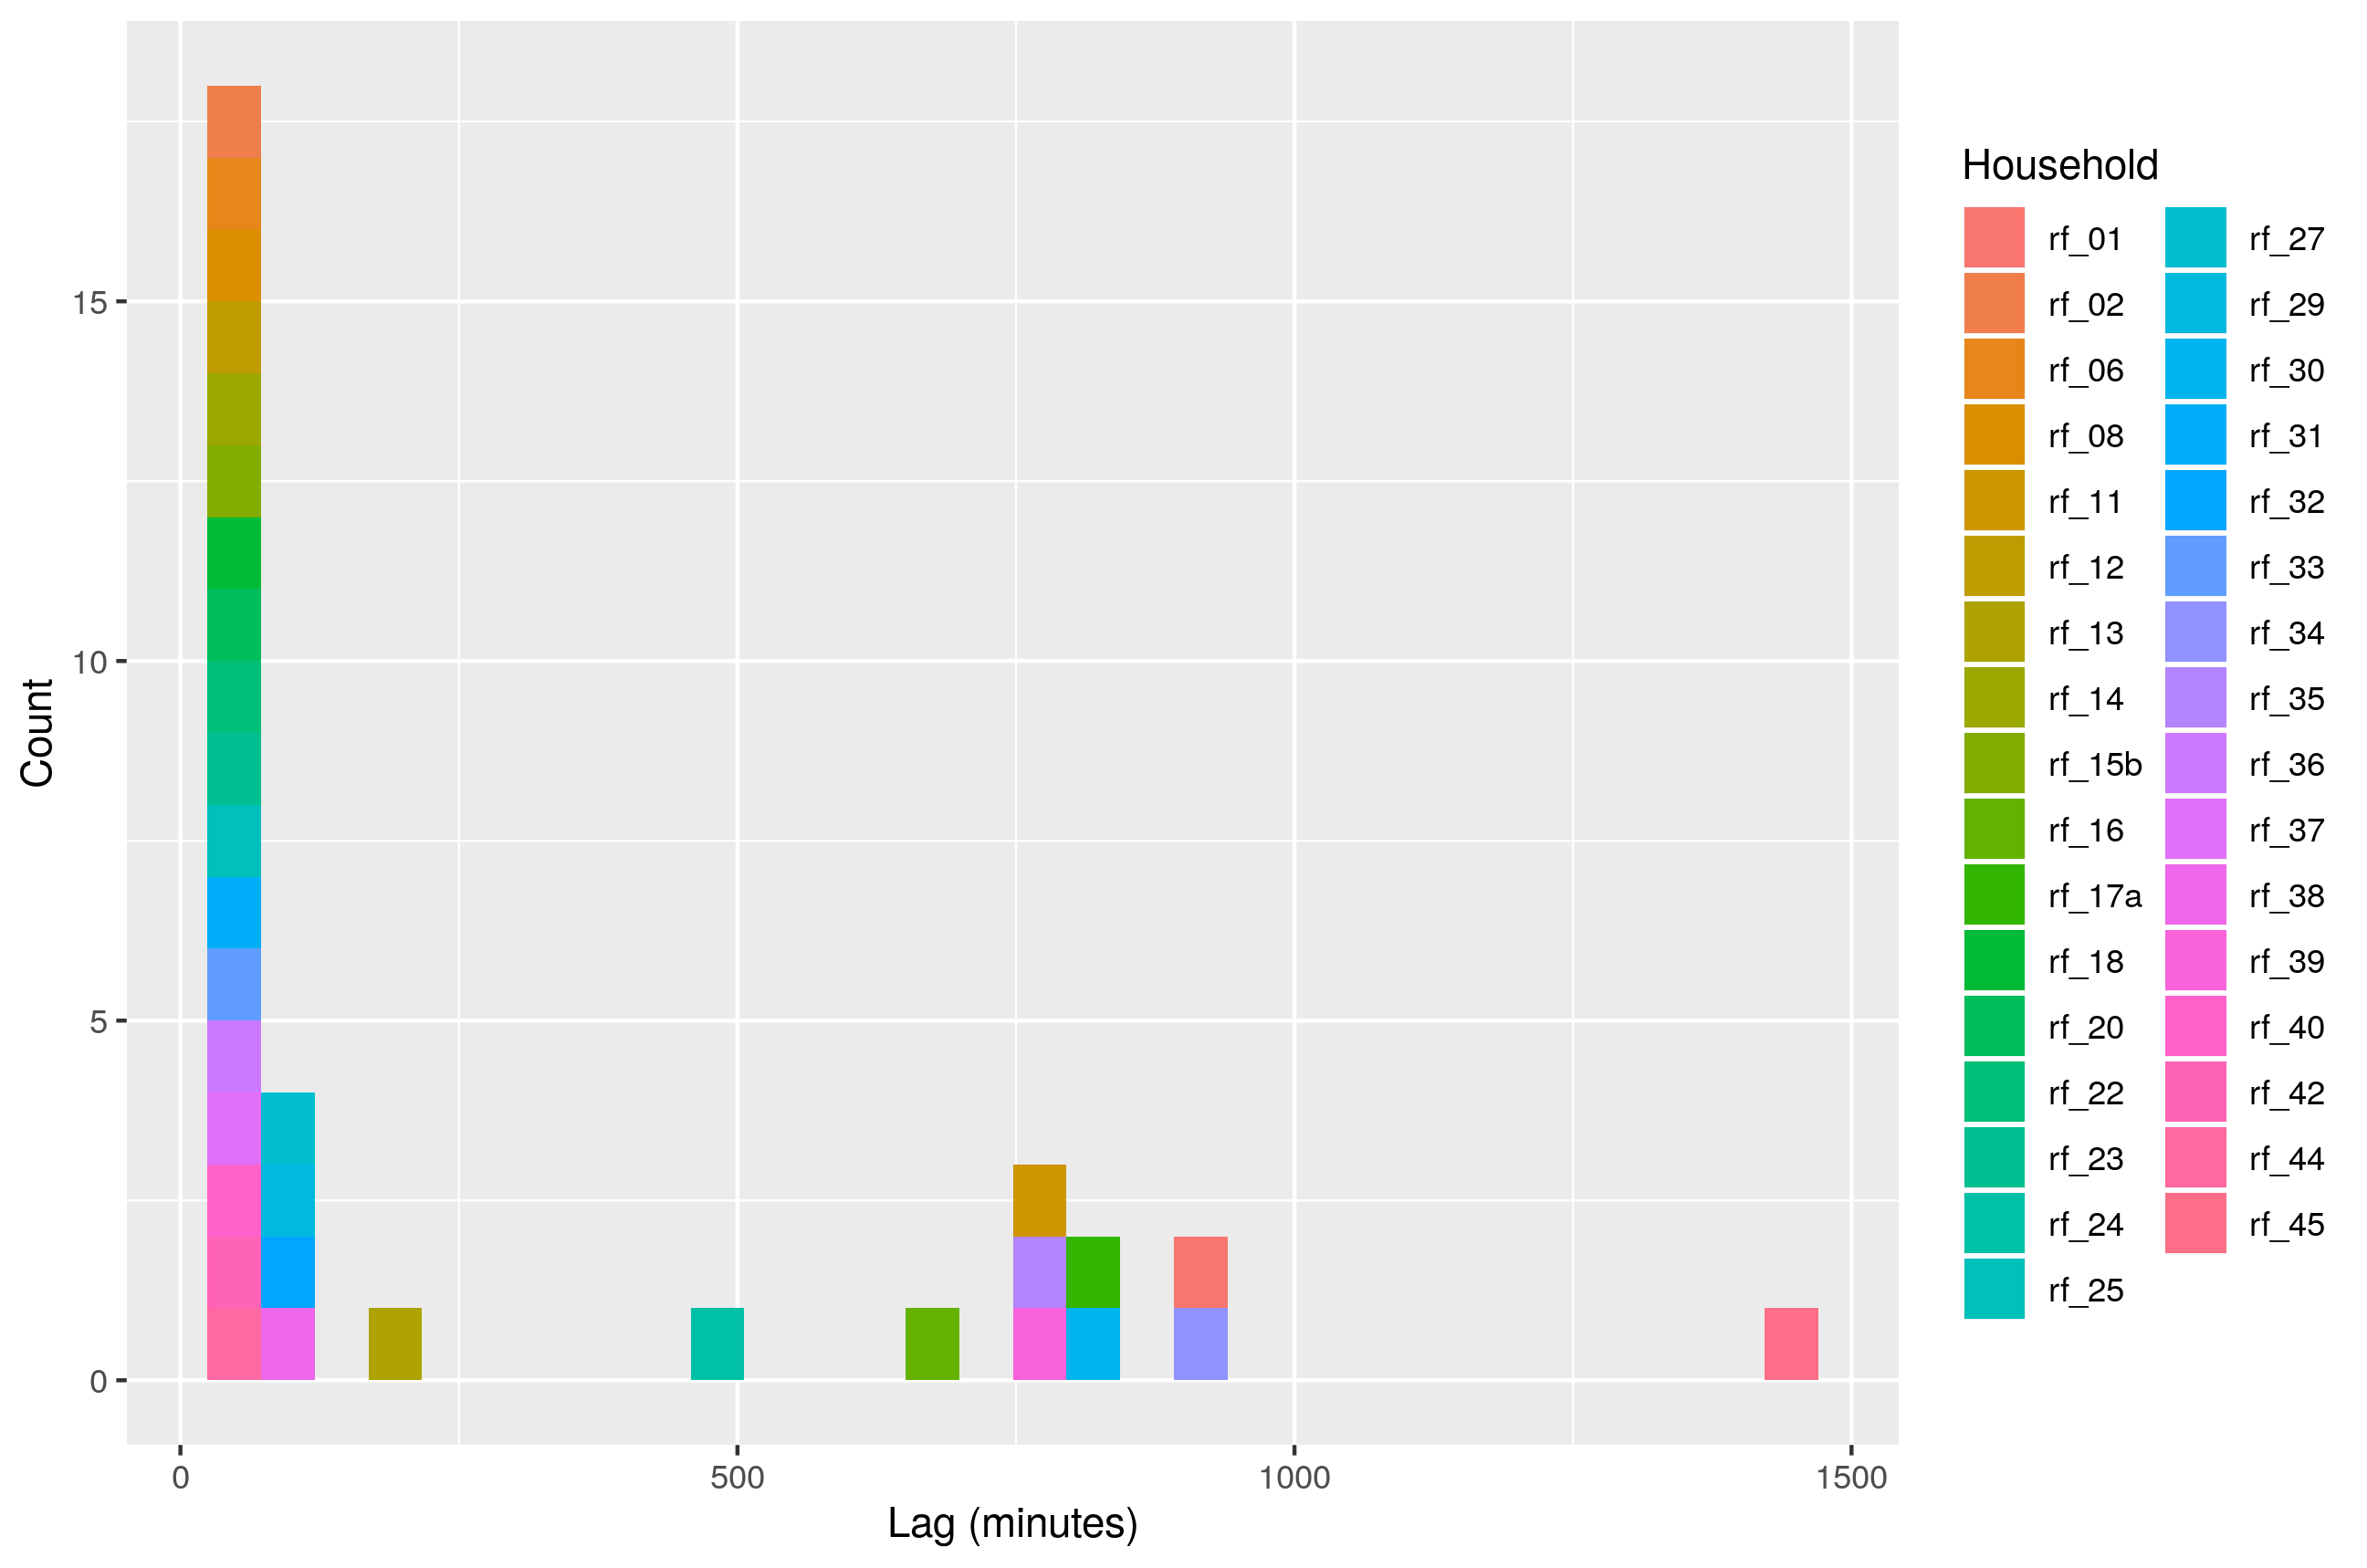 Count
15
10
5
0
0
500
1000
1500
Lag (minutes)
Household
rf_01
rf_02
rf_06
rf_08
rf_11
rf_12
rf_13
rf_14
rf_15b
rf_16
rf_17a
rf_18
rf_20
rf_22
rf_23
rf_24
rf_25
rf_27
rf_29
rf_30
rf_31
rf_32
rf_33
rf_34
rf_35
rf_36
rf_37
rf_38
rf_39
rf_40
rf_42
rf_44
rf_45